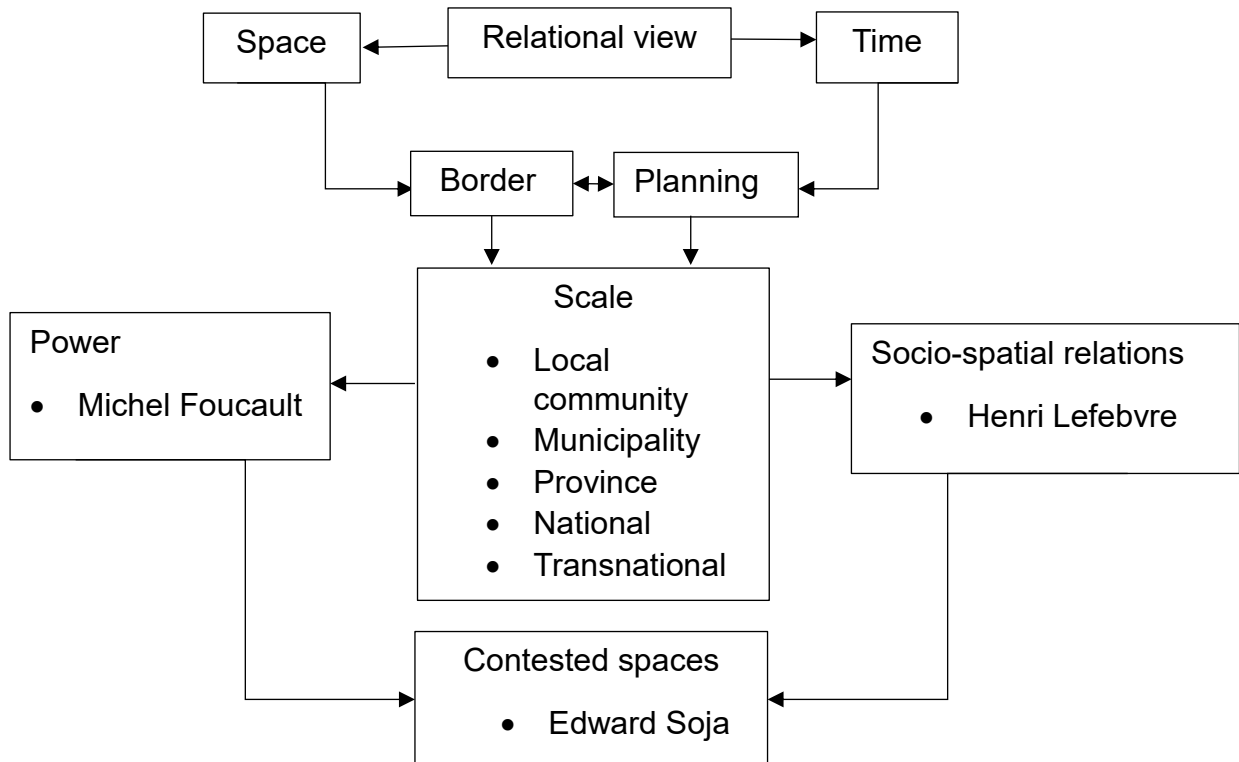 Space
Relational view
Time
Border
Planning
Scale
• Local
community
• Municipality
• Province
• National
• Transnational
Power
• Michel Foucault
Socio-spatial relations
• Henri Lefebvre
Contested spaces
• Edward Soja